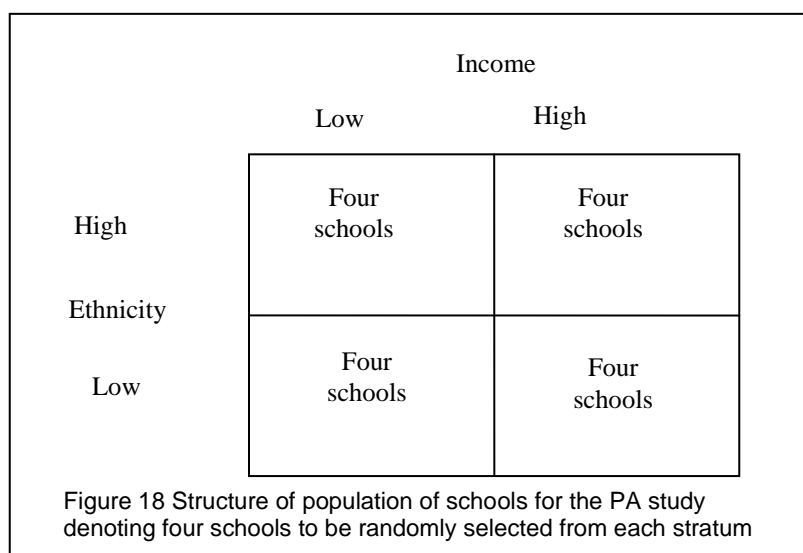 Income
Low High
Four Four
High schools schools
Ethnicity
Four Four
Low schools schools
Figure 18 Structure of population of schools for the PA study
denoting four schools to be randomly selected from each stratum